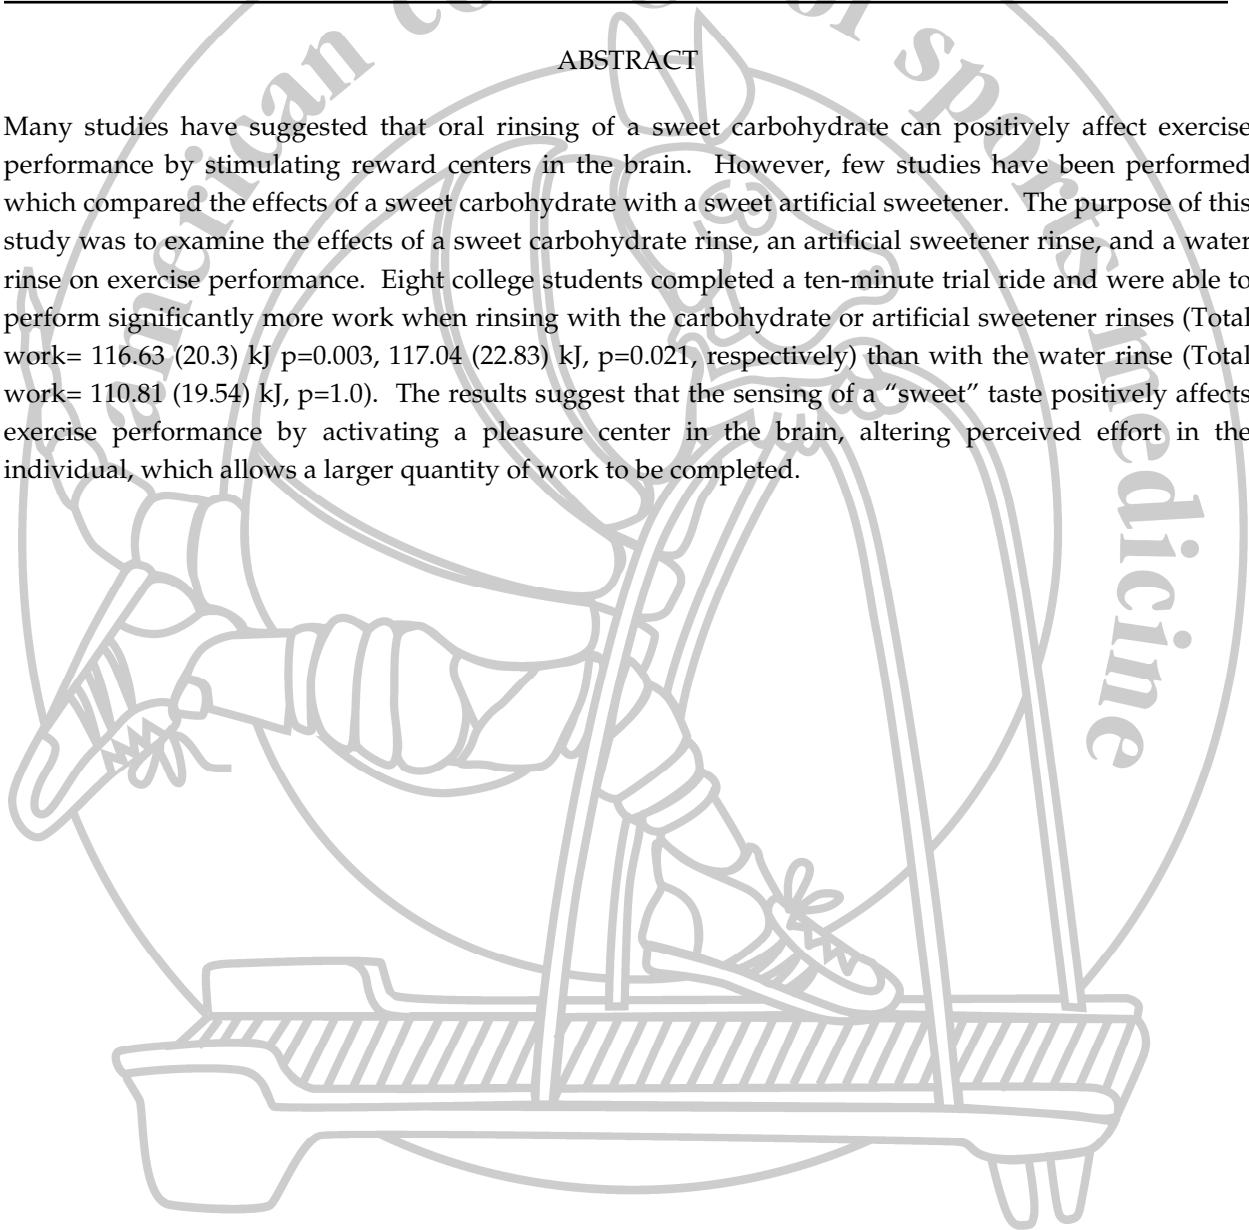 ABSTRACT
Many studies have suggested that oral rinsing of a sweet carbohydrate can positively affect exercise
performance by stimulating reward centers in the brain. However, few studies have been performed
which compared the effects of a sweet carbohydrate with a sweet artificial sweetener. The purpose of this
study was to examine the effects of a sweet carbohydrate rinse, an artificial sweetener rinse, and a water
rinse on exercise performance. Eight college students completed a ten-minute trial ride and were able to
perform significantly more work when rinsing with the carbohydrate or artificial sweetener rinses (Total
work= 116.63 (20.3) kJ p=0.003, 117.04 (22.83) kJ, p=0.021, respectively) than with the water rinse (Total
work= 110.81 (19.54) kJ, p=1.0). The results suggest that the sensing of a “sweet” taste positively affects
exercise performance by activating a pleasure center in the brain, altering perceived effort in the
individual, which allows a larger quantity of work to be completed.
american co of sports medicine